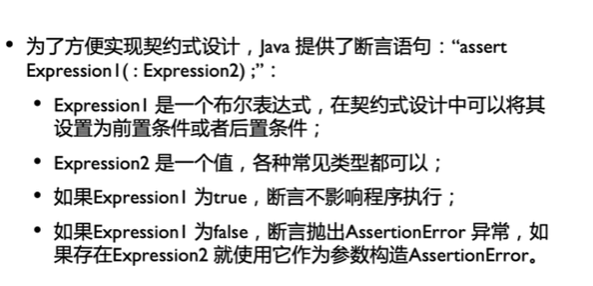 • 为了方便实现契约式设计，Java 提供了断言语句：“assert
Expression1( : Expression2) ;”：
• Expression1 是一个布尔表达式，在契约式设计中可以将其
设置为前置条件或者后置条件；
• Expression2 是一个值，各种常见类型都可以；
• 如果Expression1 为true，断言不影响程序执行；
• 如果Expression1 为false，断言抛出AssertionError 异常，如
果存在Expression2 就使用它作为参数构造AssertionError。